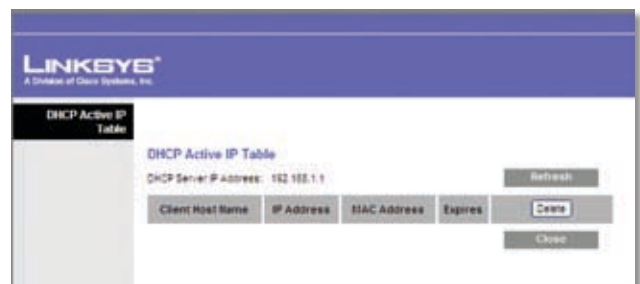 LINKSYS®
A Division of Cisco Systems, Inc.
DHCP Active IP
Table
DHCP Active IP Table
DHCP Server IP Address: 192.168.1.1
Refresh
Client Host Name IP Address MAC Address Expires Delete
Close